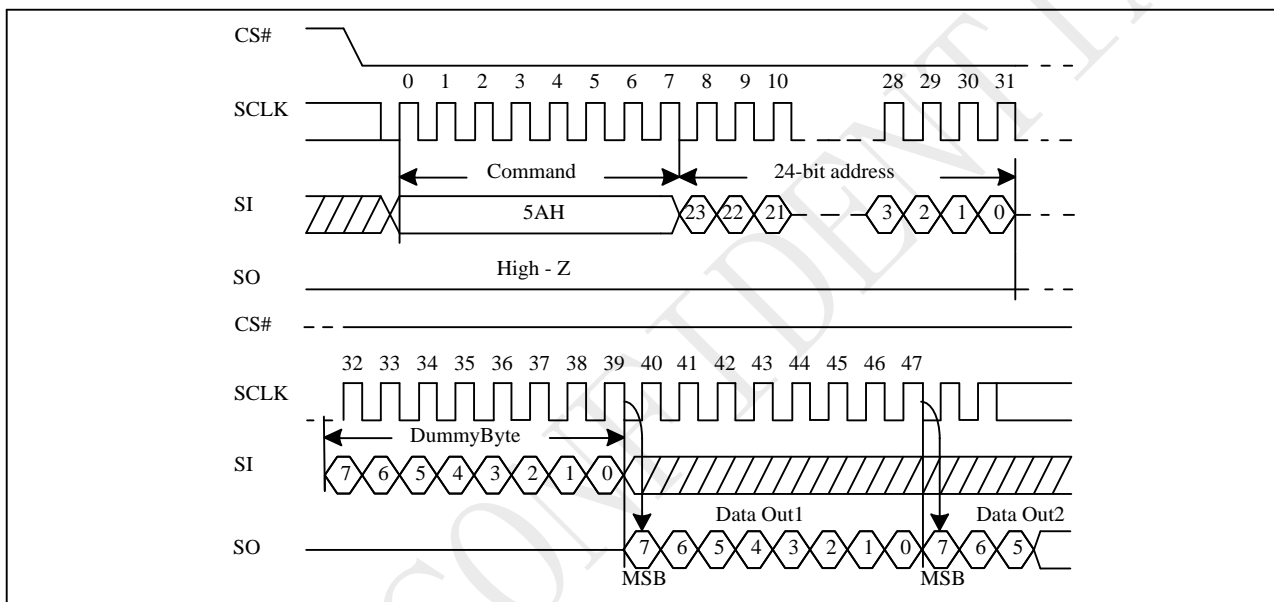 CS#
0 1 2 3 4 5 6 7 8 9 10 28 29 30 31
SCLK
Command 24-bit address
SI 5AH 23 22 21 3 2 1 0
High - Z
SO
CS#
32 33 34 35 36 37 38 39 40 41 42 43 44 45 46 47
SCLK
DummyByte
SI 7 6 5 4 3 2 1 0
Data Out1 Data Out2
SO 7 6 5 4 3 2 1 0 7 6 5
MSB MSB
CONFIDENTI